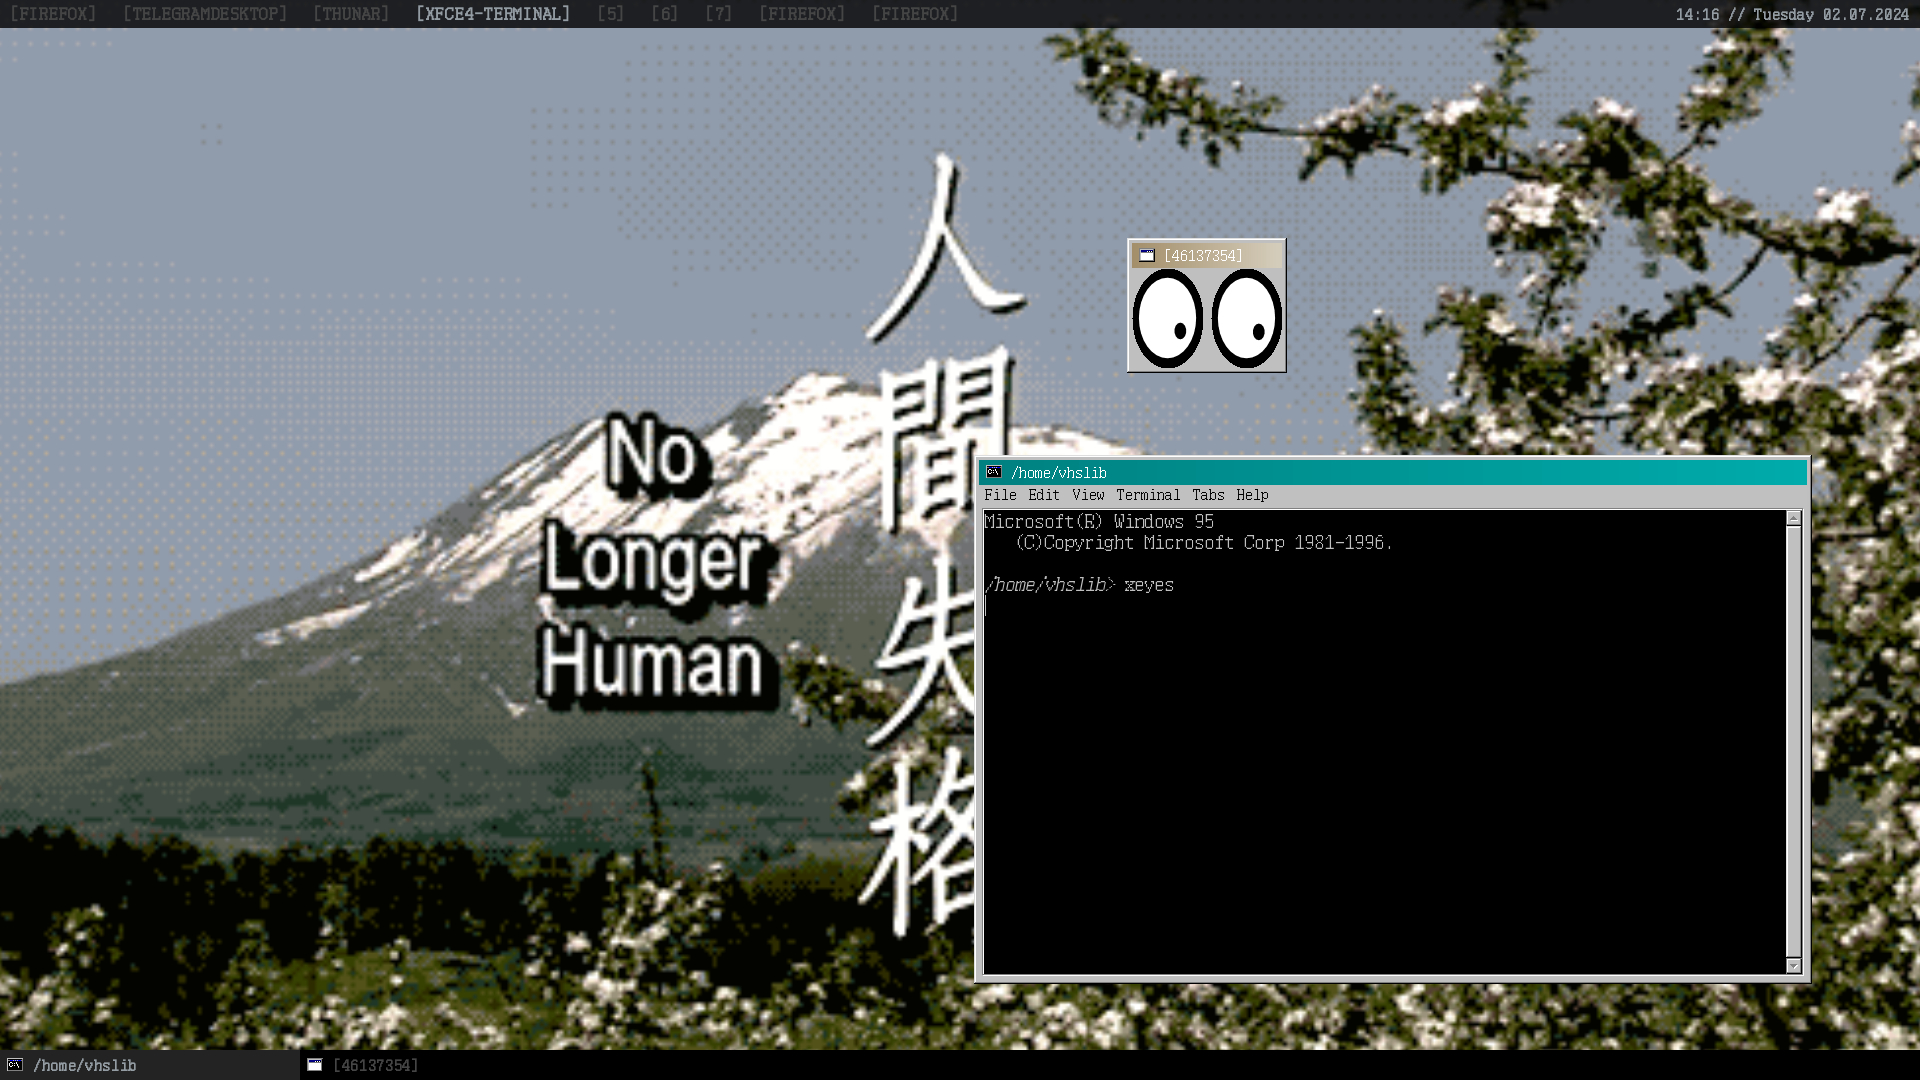 [FIREFOX] [TELEGRAMDESKTOP] [THUNAR] [XFCE4-TERMINAL] [5] [6] [7] [FIREFOX] [FIREFOX] 14:16 // Tuesday 02.07.2024
人間失格
No
Longer
Human
[46137354]
/home/vhslib
File Edit View Terminal Tabs Help
Microsoft(R) Windows 95
(C)Copyright Microsoft Corp 1981-1996.
/home/vhslib> xeyes
/home/vhslib [46137354]